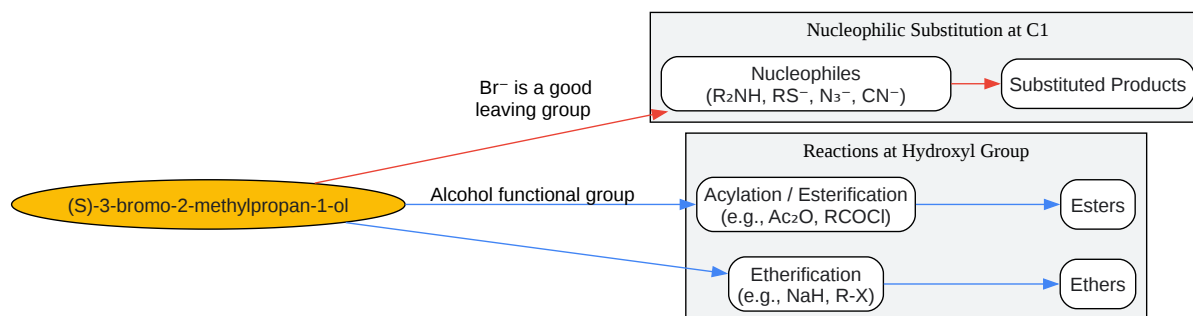 Nucleophilic Substitution at C1
Br⁻ is a good
leaving group
Nucleophiles
(R₂NH, RS⁻, N₃⁻, CN⁻)
Substituted Products
Reactions at Hydroxyl Group
(S)-3-bromo-2-methylpropan-1-ol
Alcohol functional group
Acylation / Esterification
(e.g., Ac₂O, RCOCl)
Esters
Etherification
(e.g., NaH, R-X)
Ethers